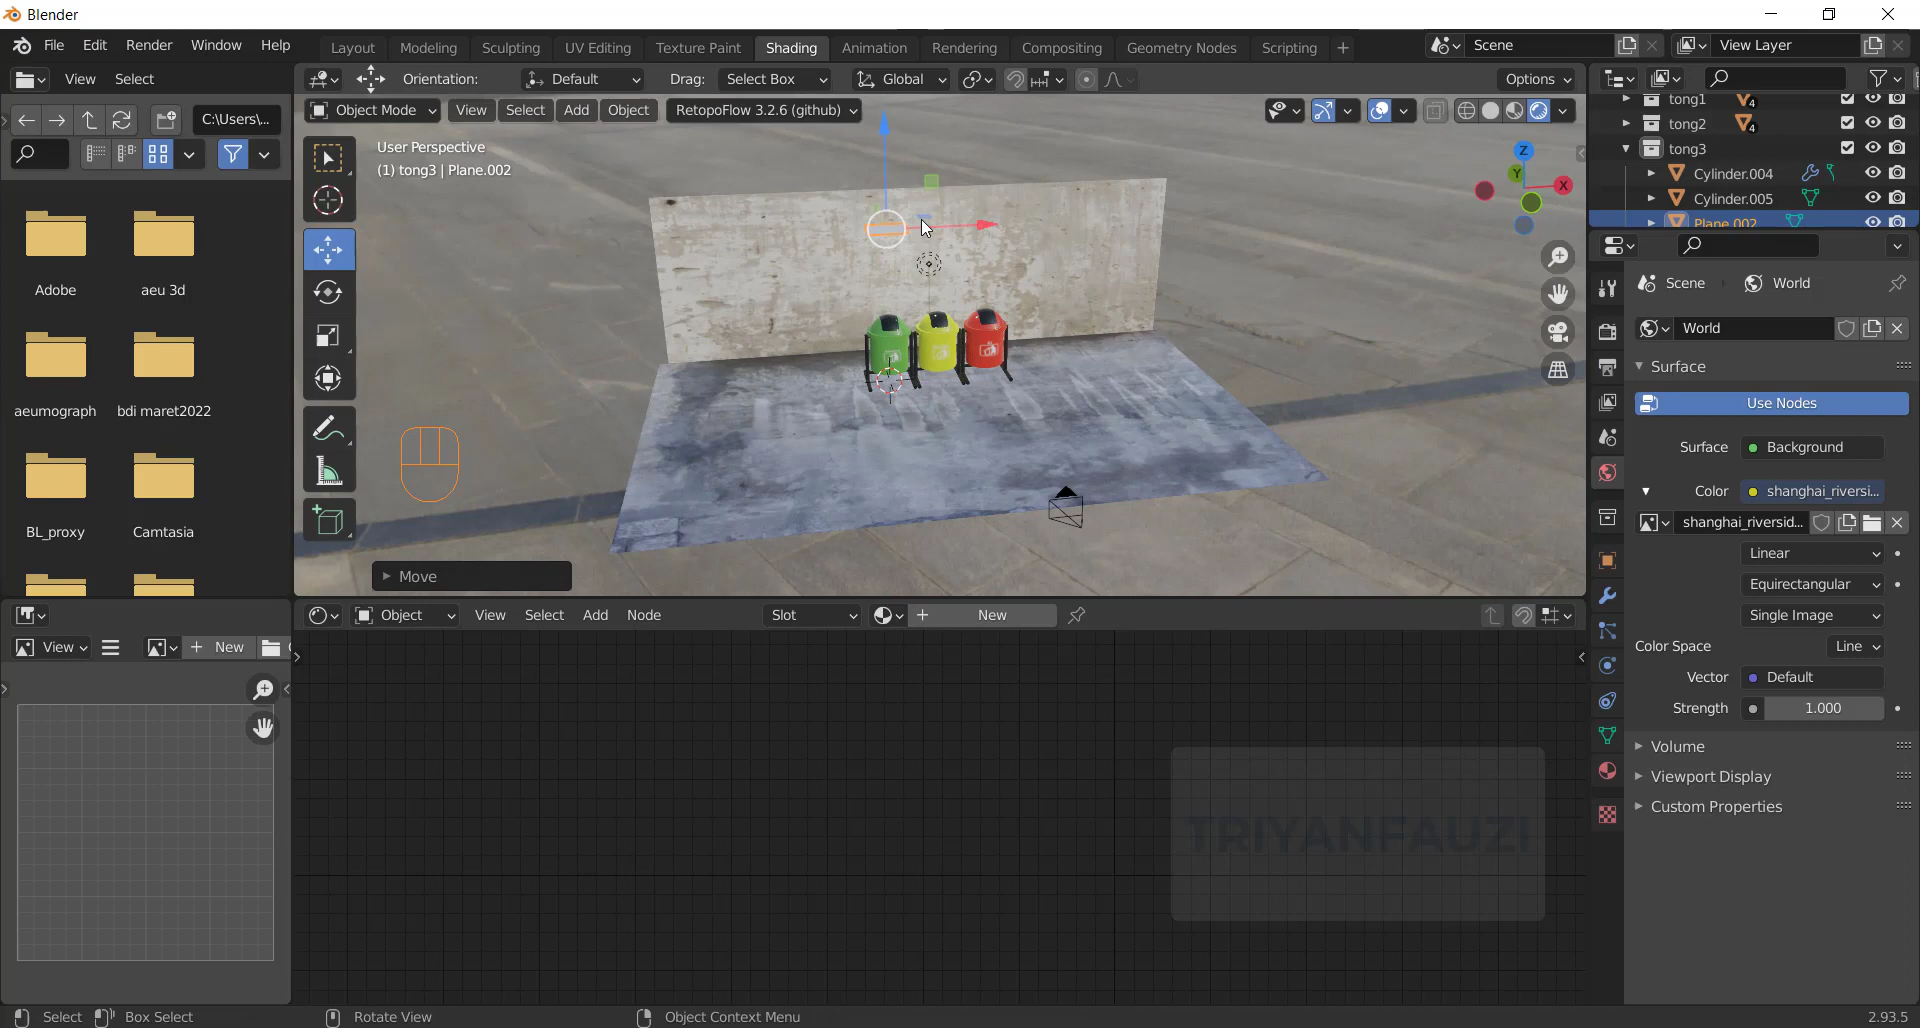 Blender
File Edit Render Window Help Layout Modeling Sculpting UV Editing Texture Paint Shading Animation Rendering Compositing Geometry Nodes Scripting + Scene View Layer
View Select Orientation: Default Drag: Select Box Global Options
C:\Users\... Object Mode View Select Add Object RetopoFlow 3.2.6 (github)
User Perspective
(1) tong3 | Plane.002
tong1 4
tong2 4
tong3
Cylinder.004
Cylinder.005
Plane.002
Z
Y
X
Adobe aeu 3d
aeumograph bdi maret2022
BL_proxy Camtasia
Move
Scene World
World
Surface
Use Nodes
Surface Background
Color shanghai_riversi...
shanghai_riversid...
Linear
Equirectangular
Single Image
Color Space Line
Vector Default
Strength 1.000
Volume
Viewport Display
Custom Properties
Object View Select Add Node Slot + New
View + New
TRIYANFAUZI
Select Box Select Rotate View Object Context Menu 2.93.5